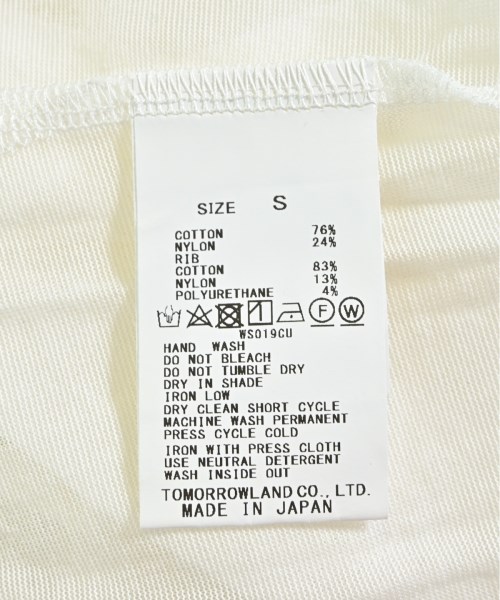 SIZE S
COTTON 76%
NYLON 24%
RIB
COTTON 83%
NYLON 13%
POLYURETHANE 4%
F W
WS019CU
HAND WASH
DO NOT BLEACH
DO NOT TUMBLE DRY
DRY IN SHADE
IRON LOW
DRY CLEAN SHORT CYCLE
MACHINE WASH PERMANENT
PRESS CYCLE COLD
IRON WITH PRESS CLOTH
USE NEUTRAL DETERGENT
WASH INSIDE OUT
TOMORROWLAND CO., LTD.
MADE IN JAPAN